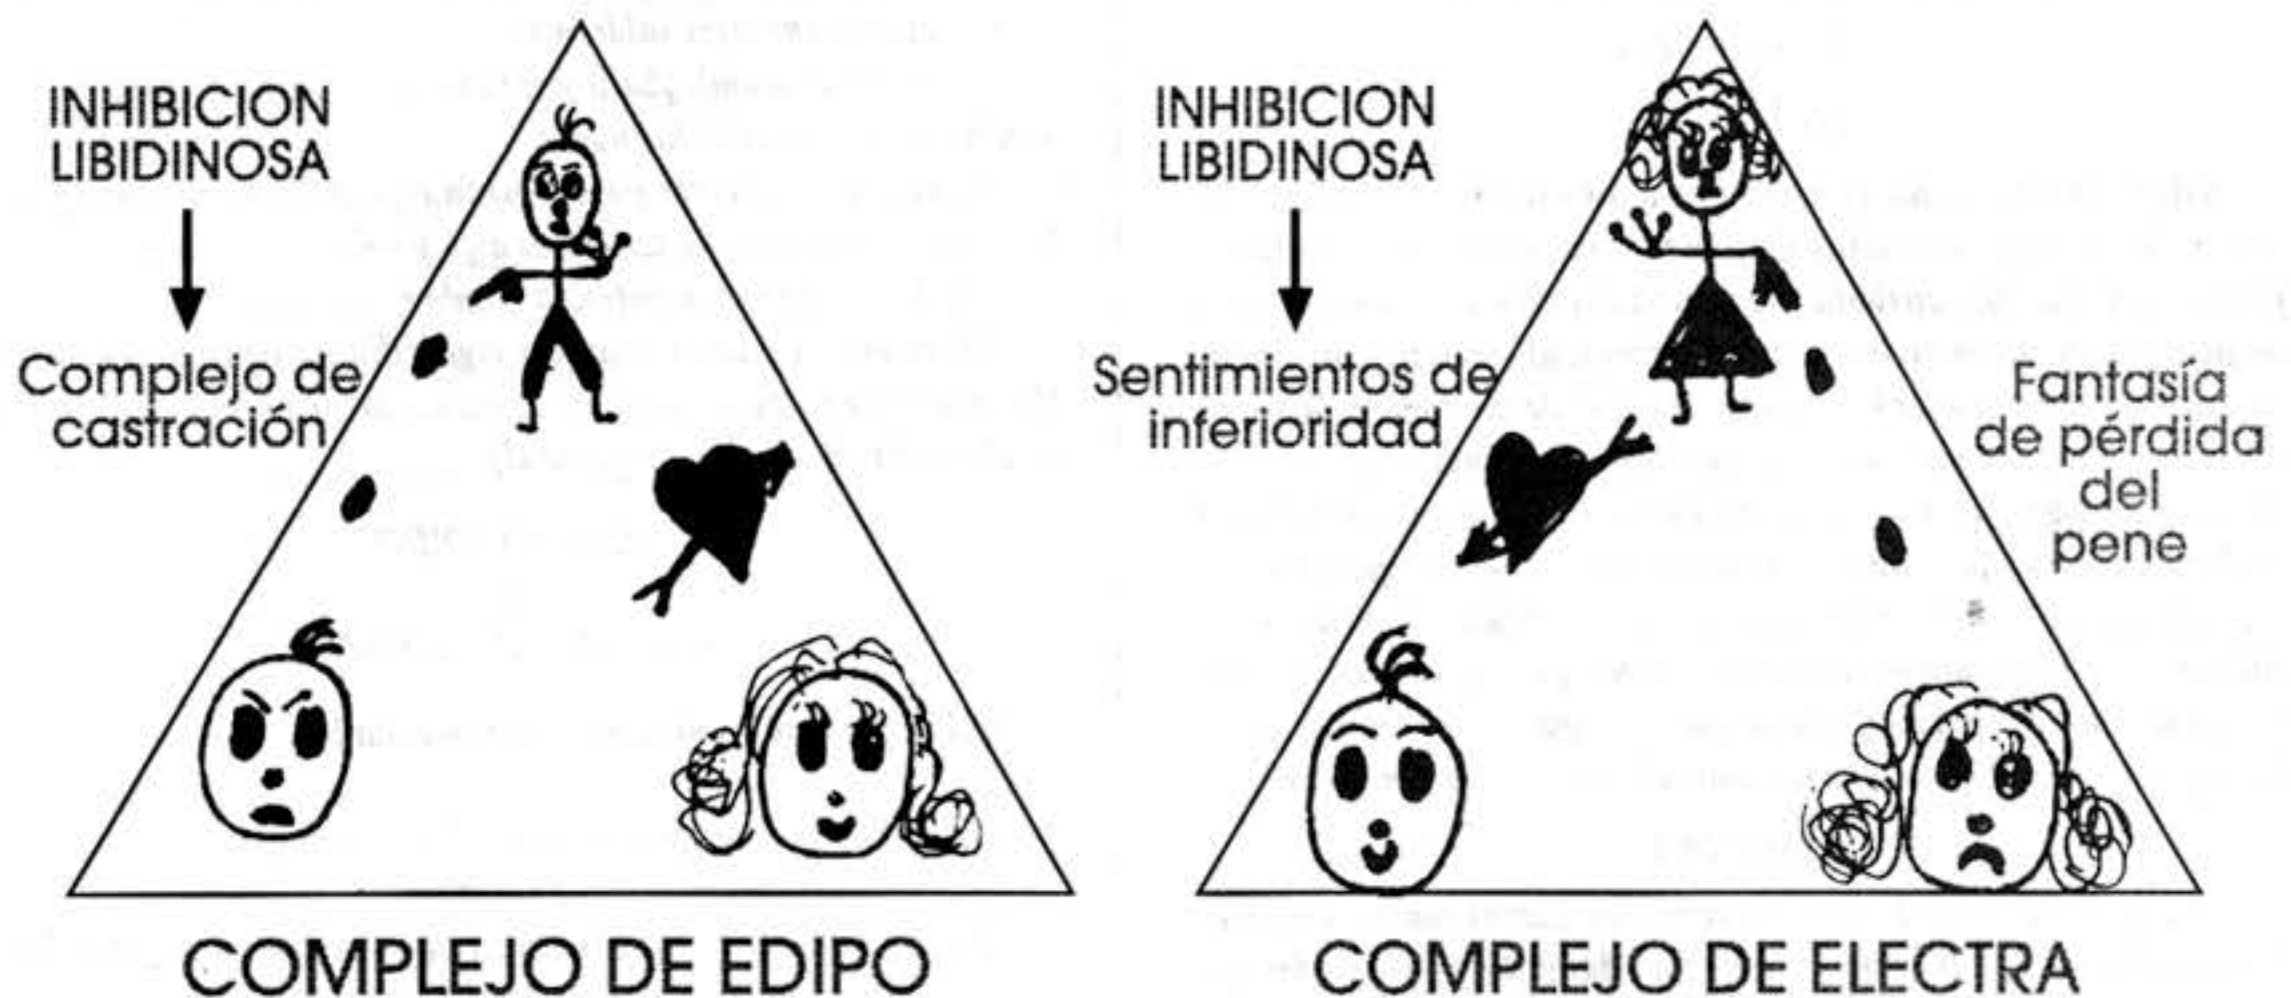 INHIBICION
LIBIDINOSA
Complejo de
castración
COMPLEJO DE EDIPO
INHIBICION
LIBIDINOSA
Sentimientos de
inferioridad
Fantasía
de pérdida
del
pene
COMPLEJO DE ELECTRA